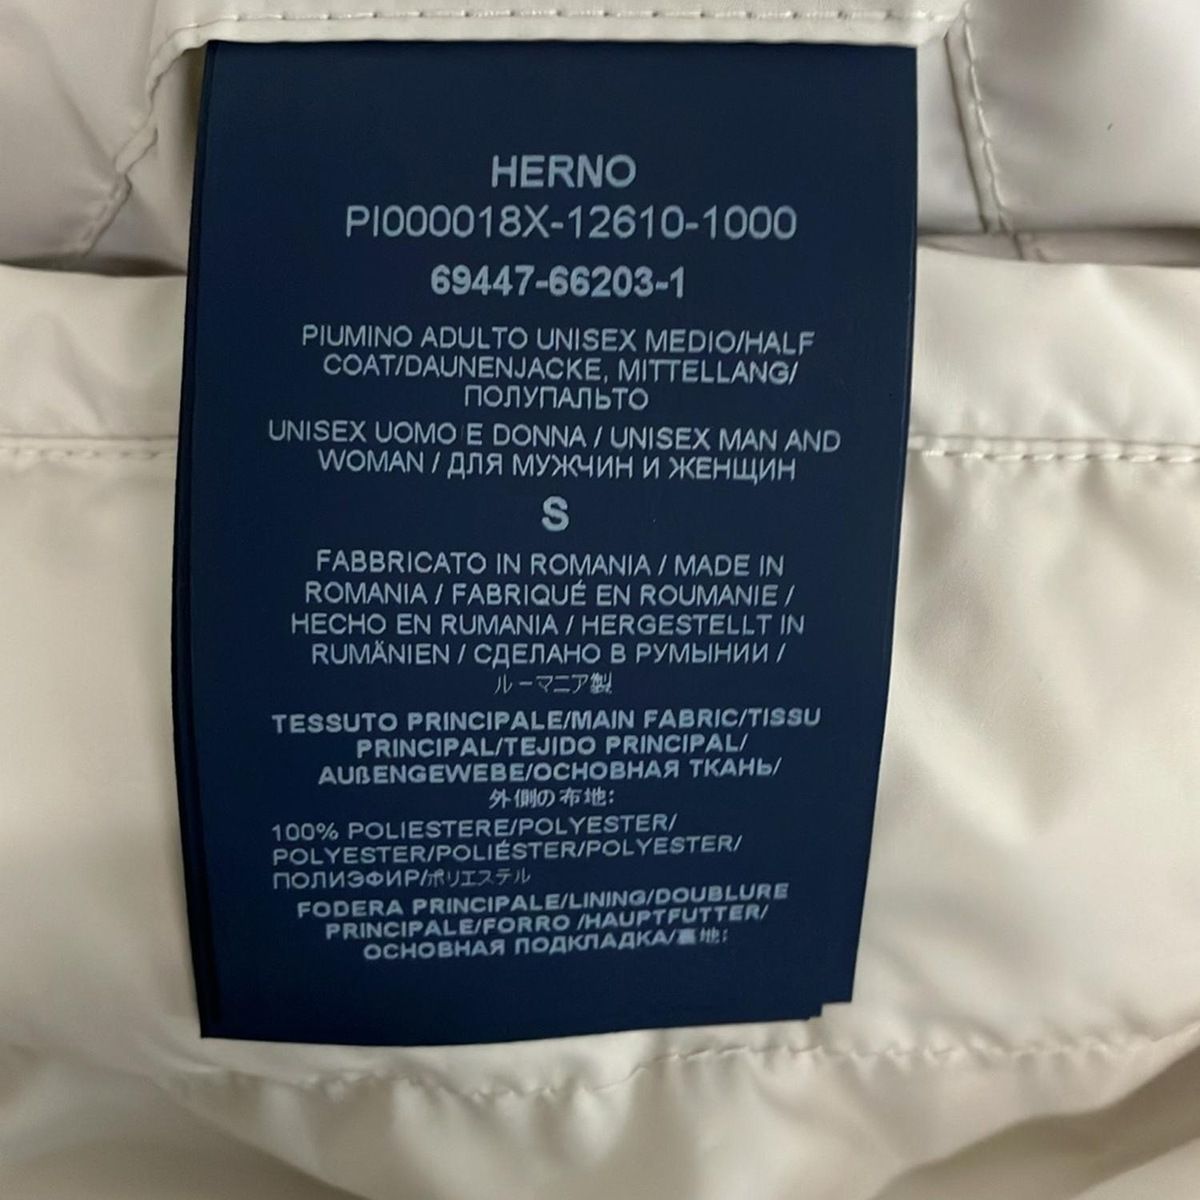 HERNO
PI000018X-12610-1000
69447-66203-1
PIUMINO ADULTO UNISEX MEDIO/HALF
COAT/DAUNENJACKE, MITTELLANG/
ПОЛУПАЛЬТО
UNISEX UOMO E DONNA / UNISEX MAN AND
WOMAN / ДЛЯ МУЖЧИН И ЖЕНЩИН
S
FABBRICATO IN ROMANIA / MADE IN
ROMANIA / FABRIQUÉ EN ROUMANIE /
HECHO EN RUMANIA / HERGESTELLT IN
RUMÄNIEN / СДЕЛАНО В РУМЫНИИ /
ルーマニア製
TESSUTO PRINCIPALE/MAIN FABRIC/TISSU
PRINCIPAL/TEJIDO PRINCIPAL/
AUßENGEWEBE/ОСНОВНАЯ ТКАНЬ/
外側の布地:
100% POLIESTERE/POLYESTER/
POLYESTER/POLIÉSTER/POLYESTER/
ПОЛИЭФИР/ポリエステル
FODERA PRINCIPALE/LINING/DOUBLURE
PRINCIPALE/FORRO /HAUPTFUTTER/
ОСНОВНАЯ ПОДКЛАДКА/裏地: